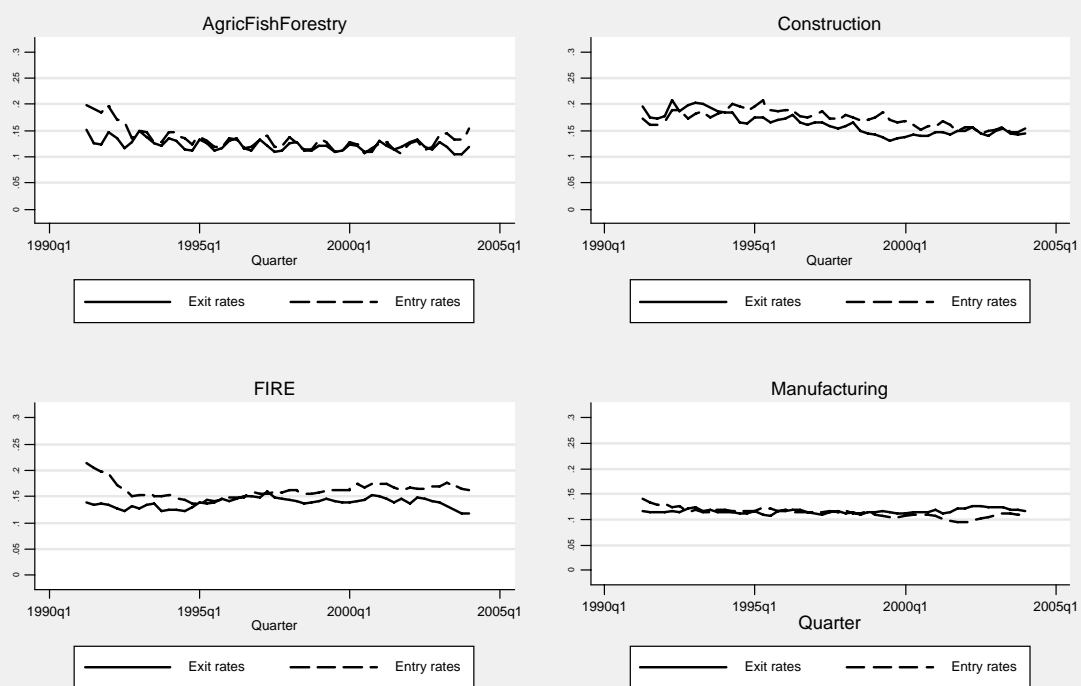 AgricFishForestry
.3
.25
.2
.15
.1
.05
0
1990q1 1995q1 2000q1 2005q1
Quarter
Exit rates Entry rates
Construction
.3
.25
.2
.15
.1
.05
0
1990q1 1995q1 2000q1 2005q1
Quarter
Exit rates Entry rates
FIRE
.3
.25
.2
.15
.1
.05
0
1990q1 1995q1 2000q1 2005q1
Quarter
Exit rates Entry rates
Manufacturing
.3
.25
.2
.15
.1
.05
0
1990q1 1995q1 2000q1 2005q1
Quarter
Exit rates Entry rates